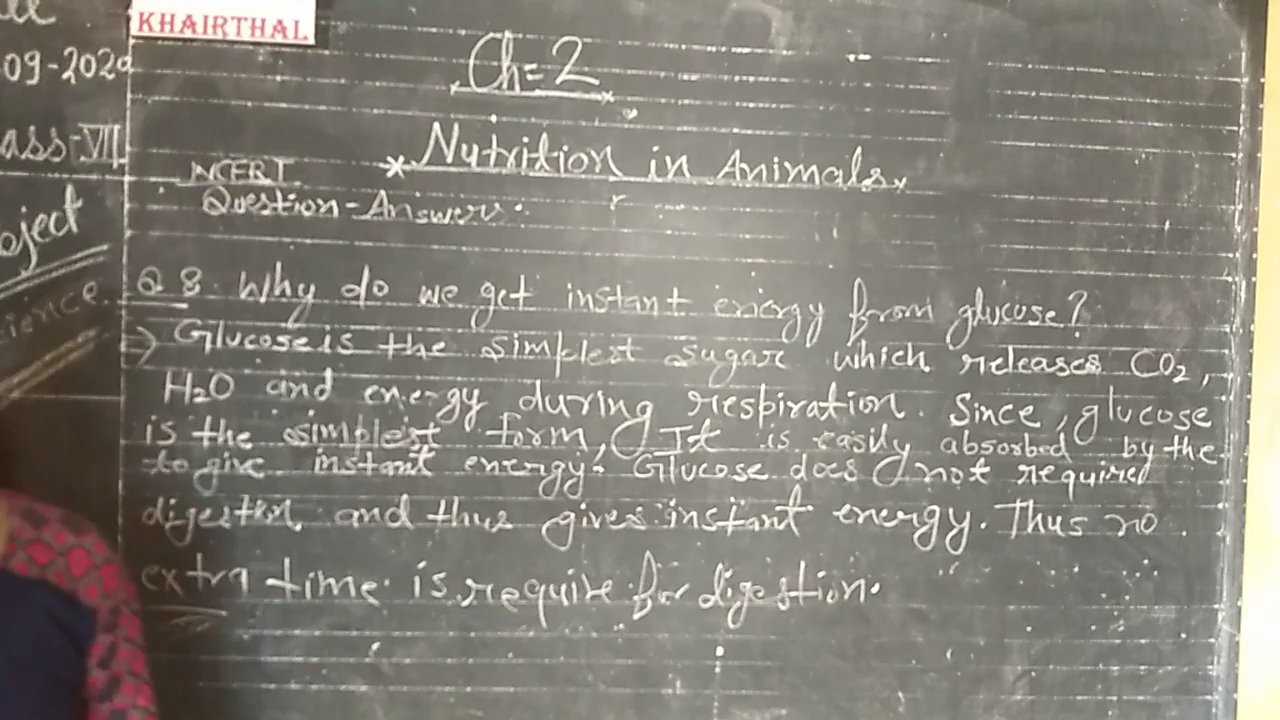 KHAIRTHAL
09-2020
ass-VII
oject
ience
Ch=2
Nutrition in Animals
NCERT
Question-Answer
Q 8 Why do we get instant energy from glucose?
Glucose is the simplest sugar which releases CO2,
H2O and energy during respiration. Since, glucose
is the simplest form, It is easily absorbed by the
to give instant energy. Glucose does not required
digestion and thus gives instant energy. Thus no
extra time is require for digestion.